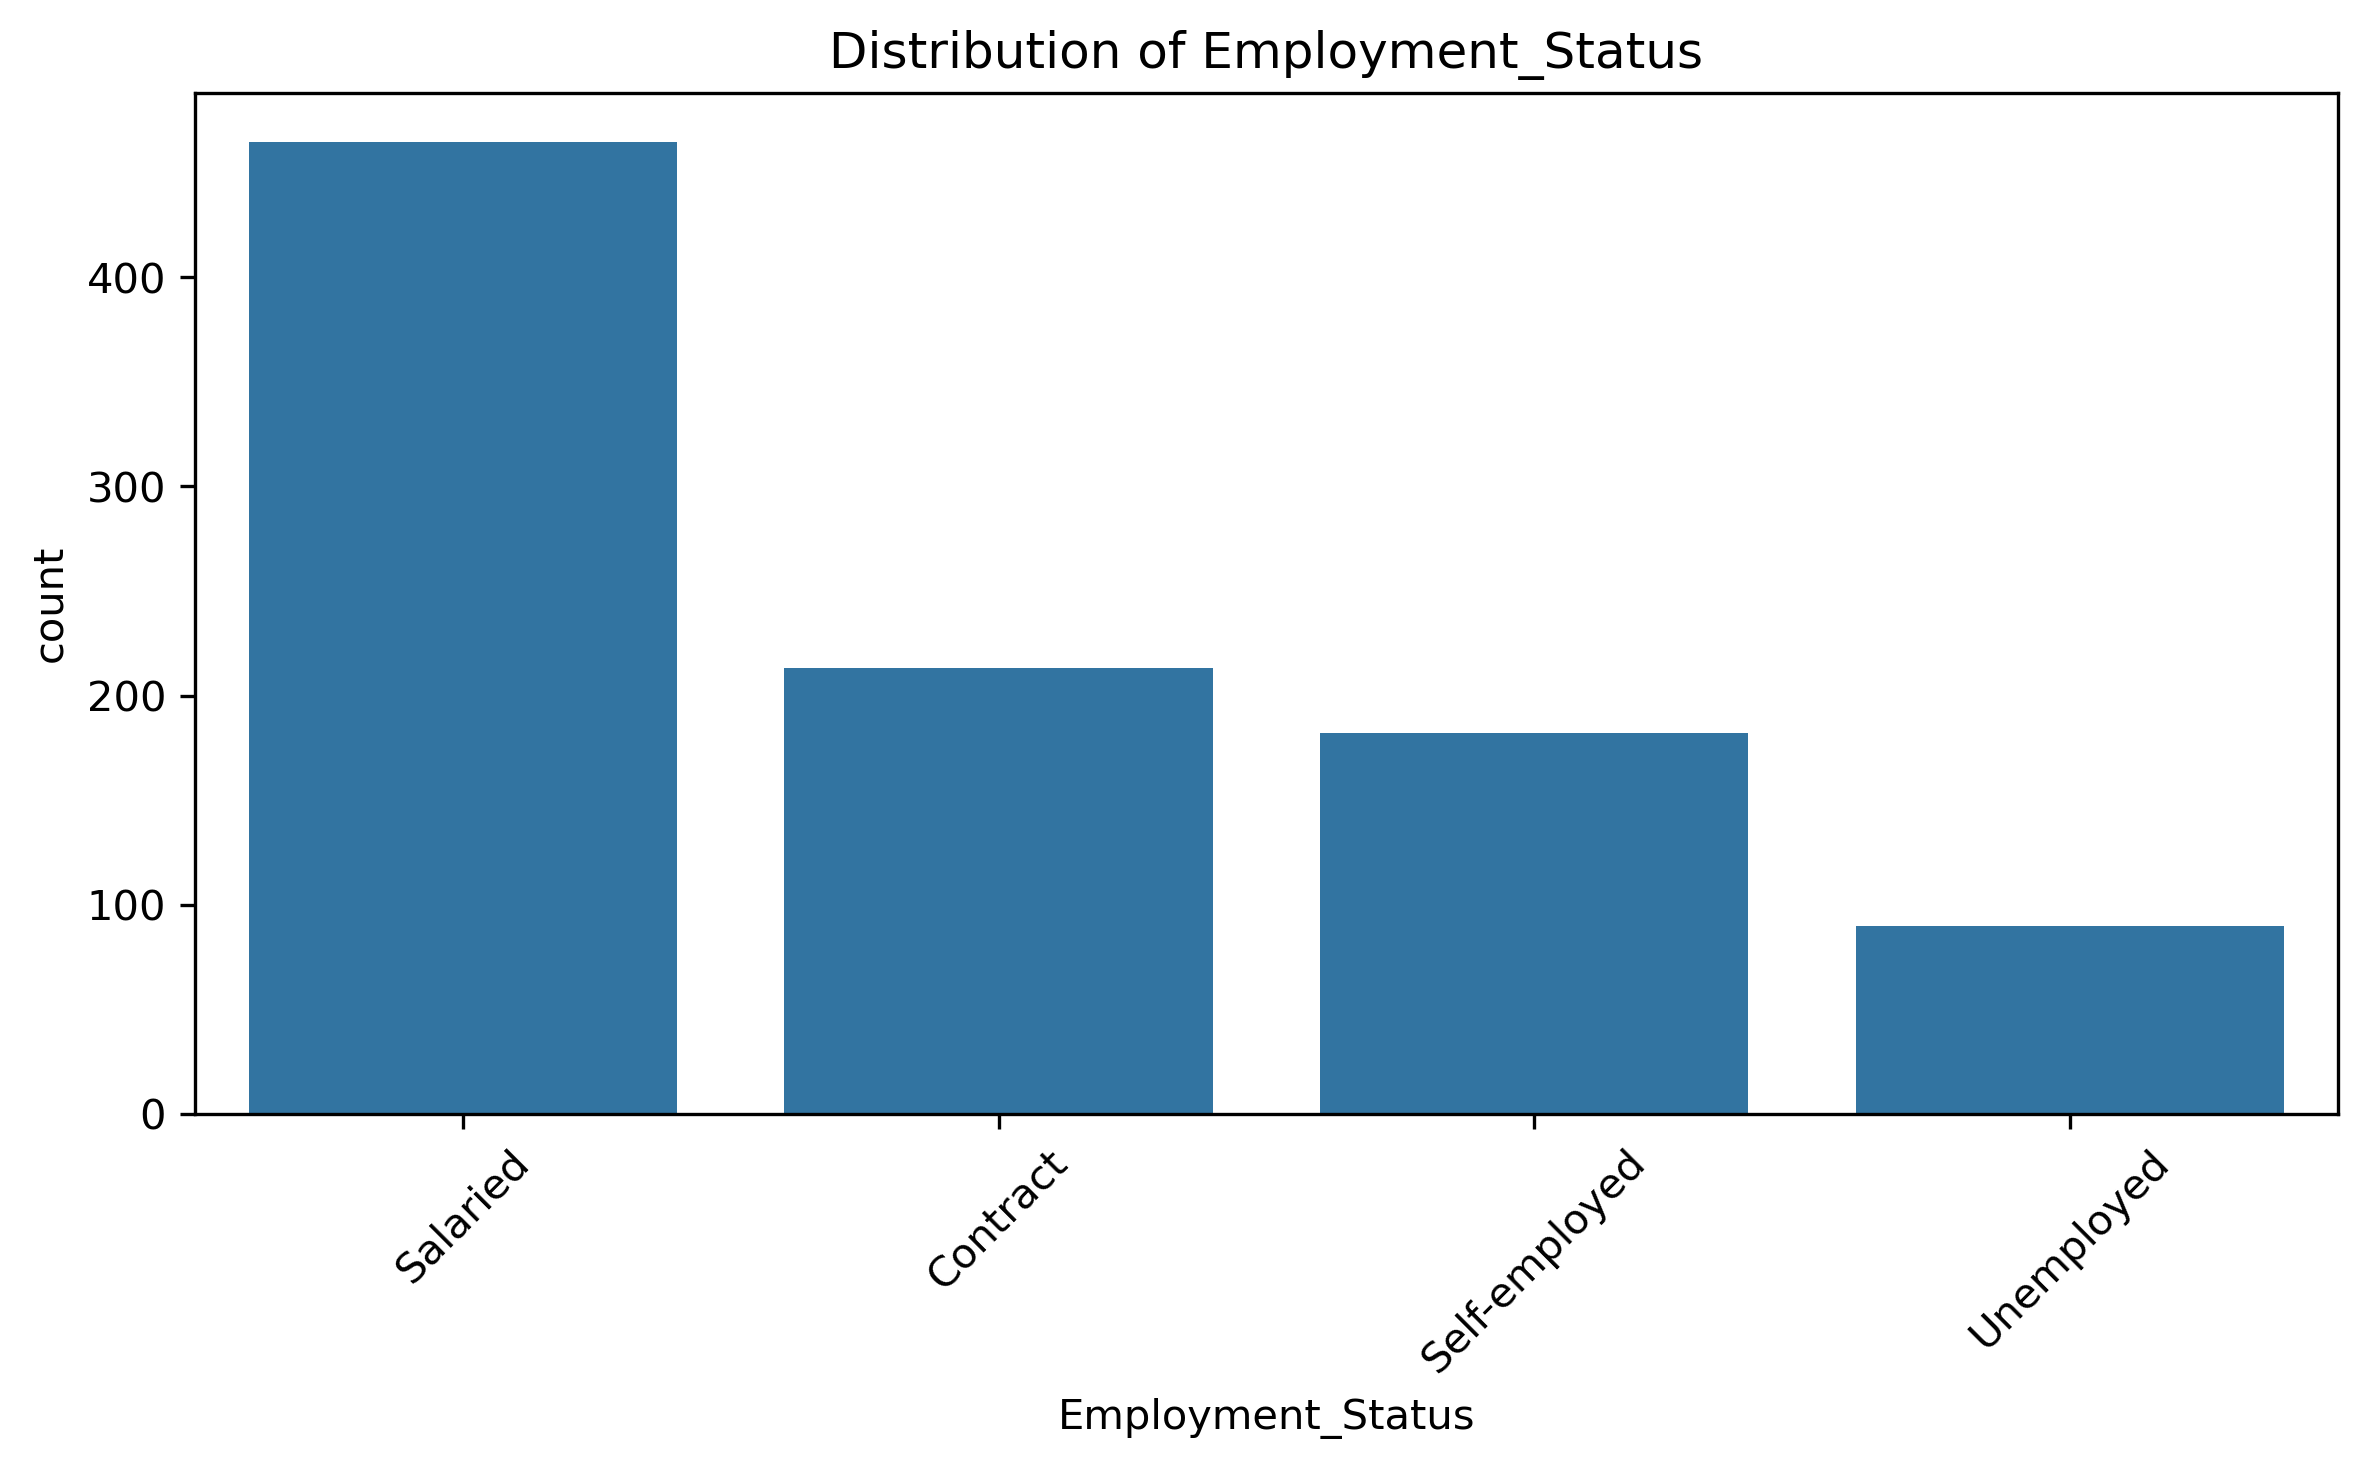 Distribution of Employment_Status
400
300
200
100
0
count
Salaried
Contract
Self-employed
Unemployed
Employment_Status